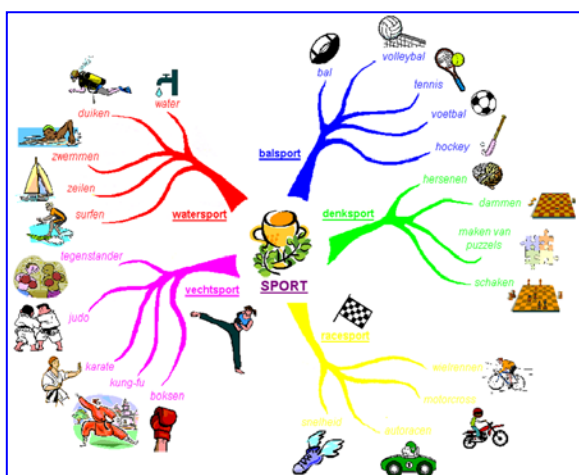 SPORT
balsport
bal
volleybal
tennis
voetbal
hockey
denksport
hersenen
dammen
maken van
puzzels
schaken
racesport
wielrennen
motocross
autoracen
snelheid
vechtsport
boksen
kung-fu
karate
judo
tegenstander
watersport
surfen
zeilen
zwemmen
duiken
water